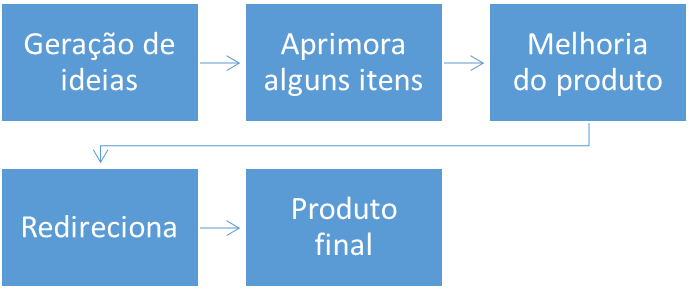 Geração de
ideias
Aprimora
alguns itens
Melhoria
do produto
Redireciona
Produto
final